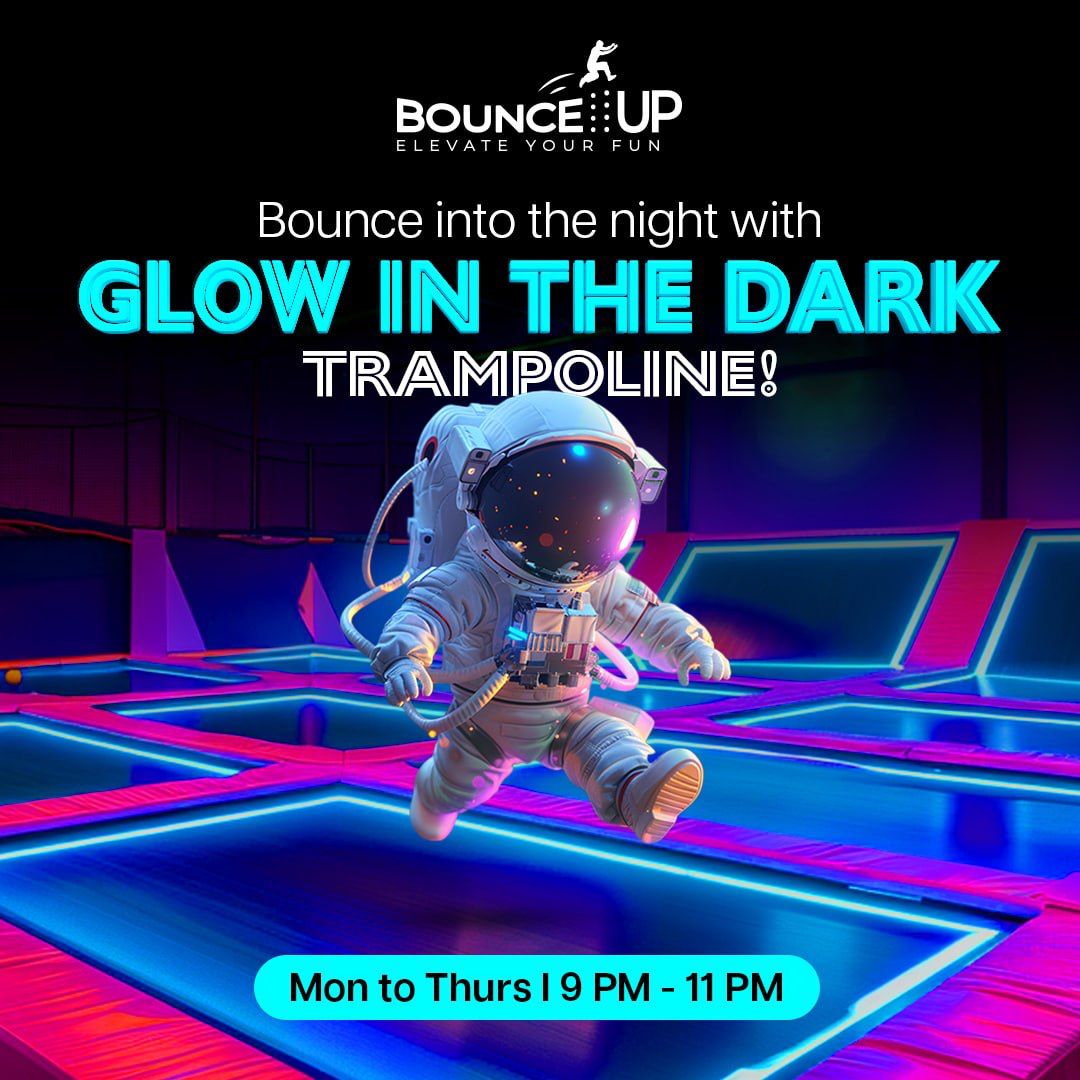 BOUNCE UP
ELEVATE YOUR FUN
Bounce into the night with
GLOW IN THE DARK
TRAMPOLINE!
Mon to Thurs | 9 PM - 11 PM